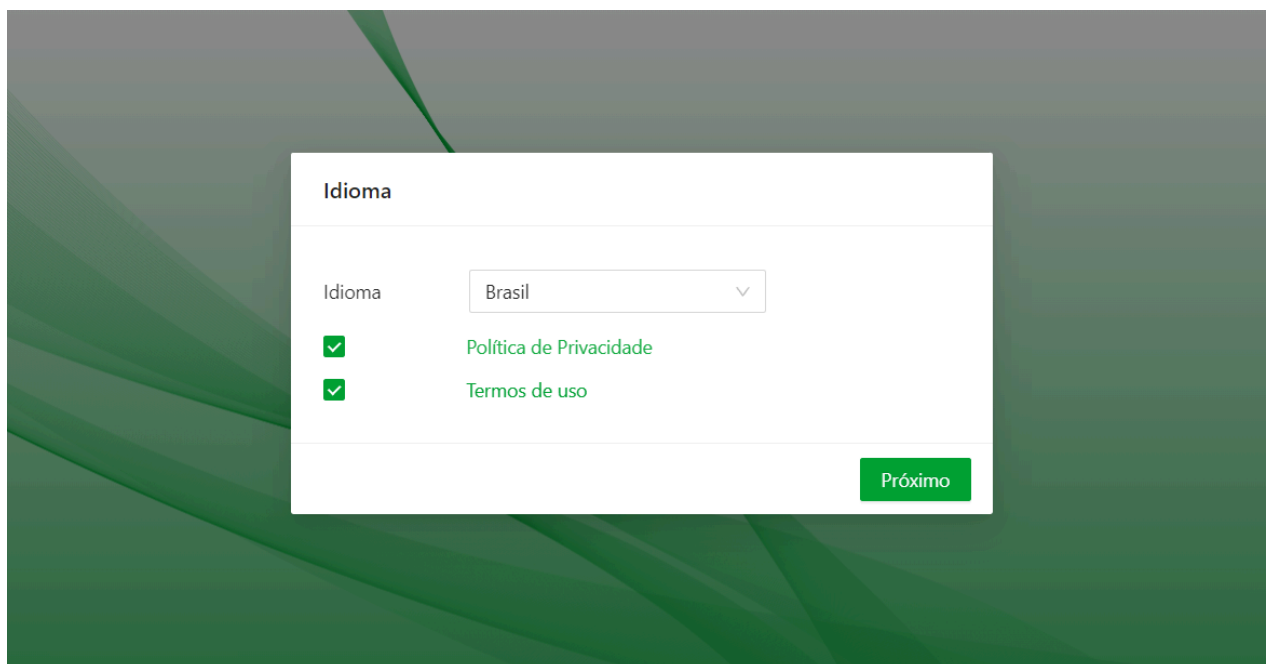 Idioma
Idioma Brasil
Política de Privacidade
Termos de uso
Próximo